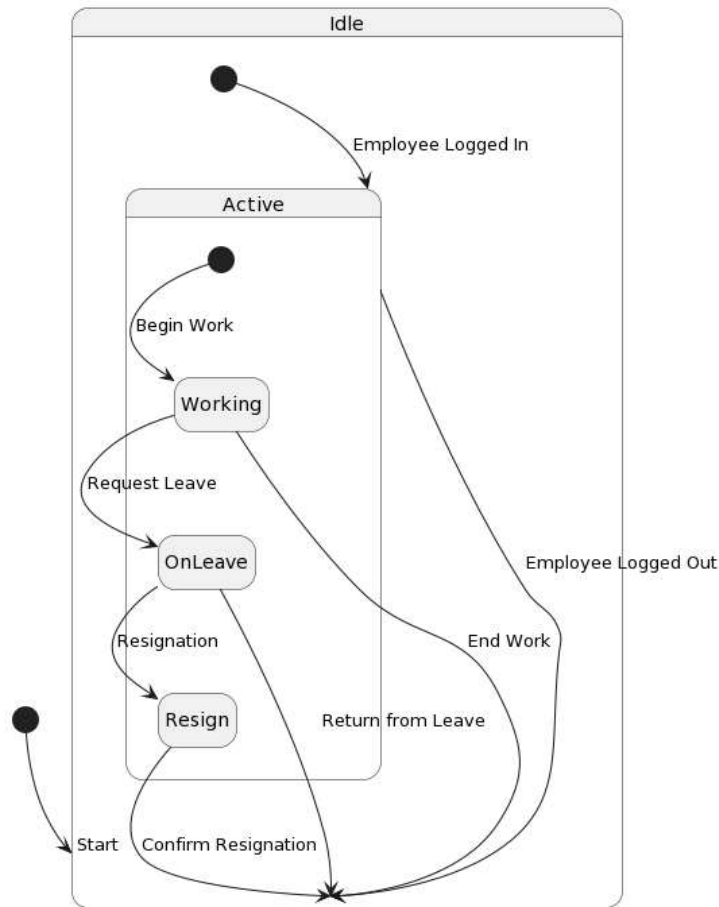 Idle
Employee Logged In
Active
Begin Work
Working
Request Leave
OnLeave
Employee Logged Out
Resignation
End Work
Resign
Return from Leave
Start
Confirm Resignation